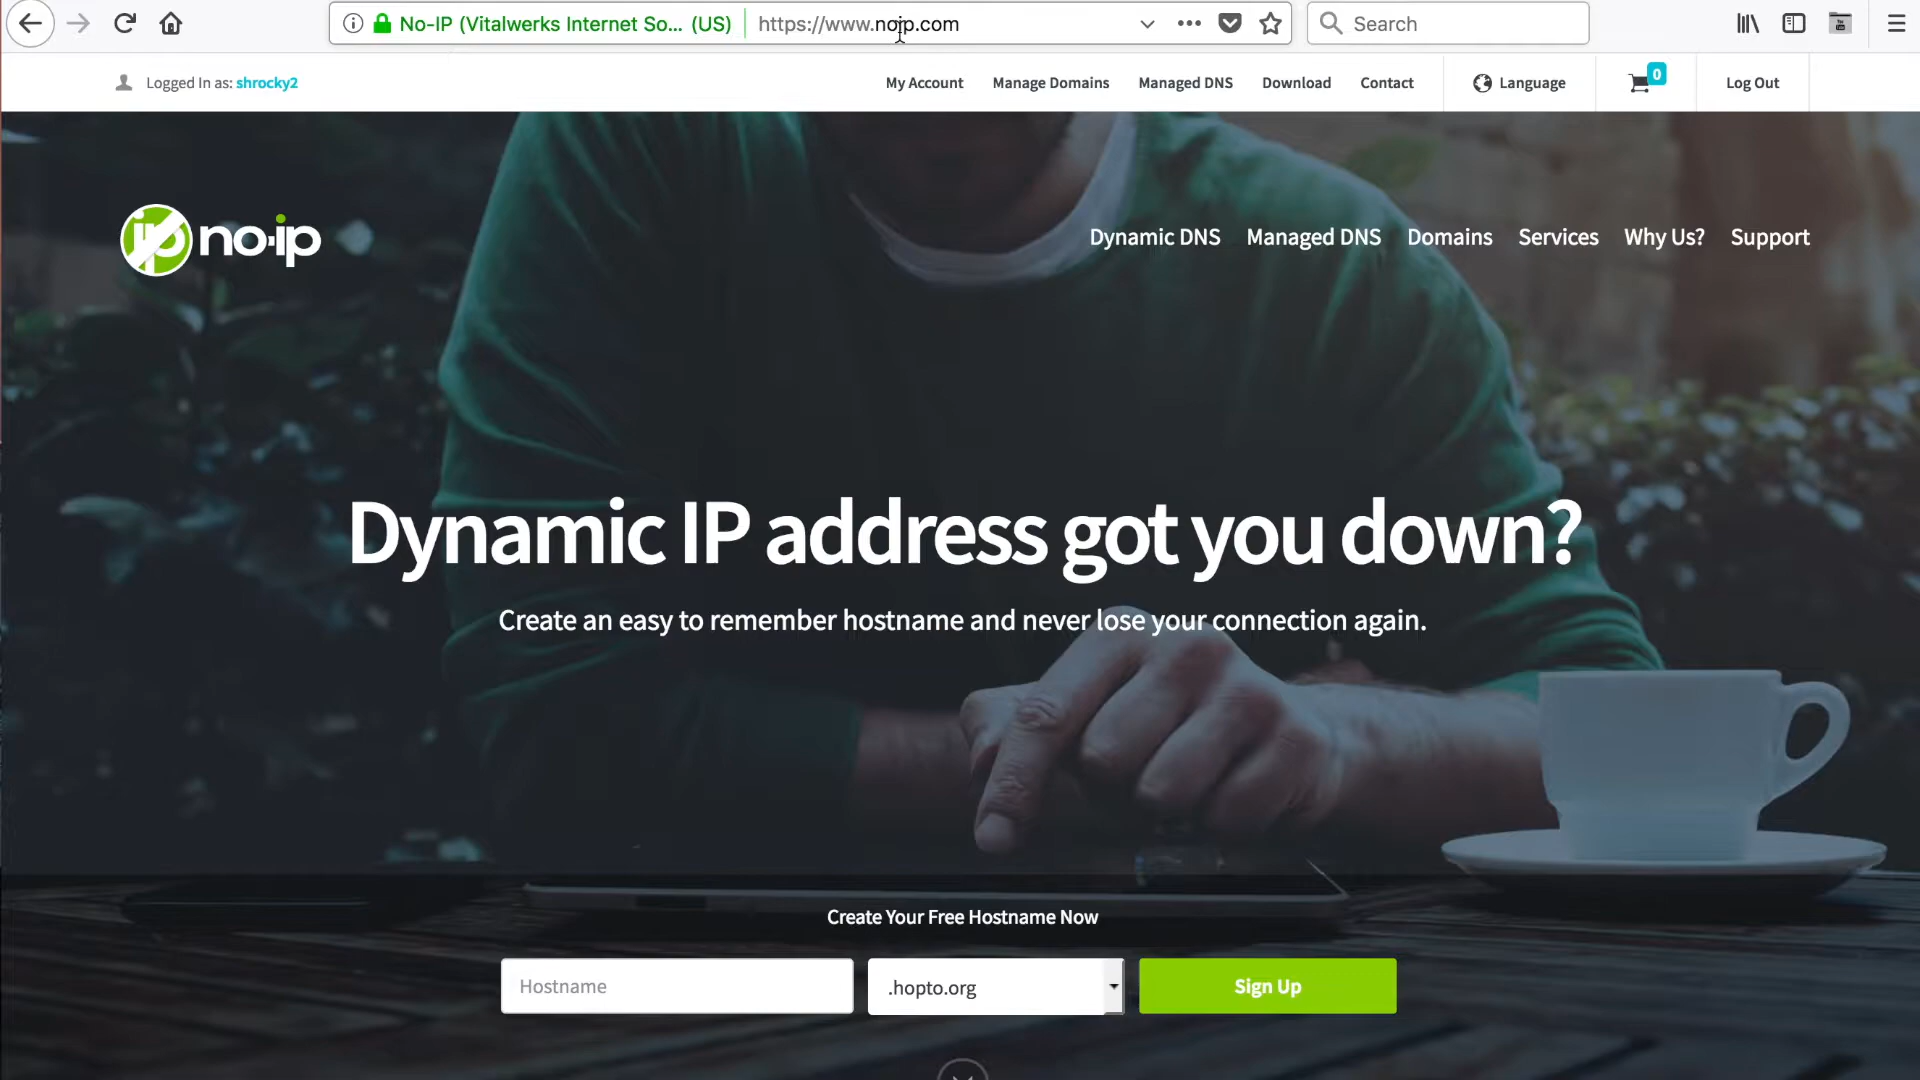 No-IP (Vitalwerks Internet So... (US)
https://www.noip.com
Search
Logged In as: shrocky2
My Account
Manage Domains
Managed DNS
Download
Contact
Language
0
Log Out
no-ip
Dynamic DNS
Managed DNS
Domains
Services
Why Us?
Support
Dynamic IP address got you down?
Create an easy to remember hostname and never lose your connection again.
Create Your Free Hostname Now
Hostname
.hopto.org
Sign Up